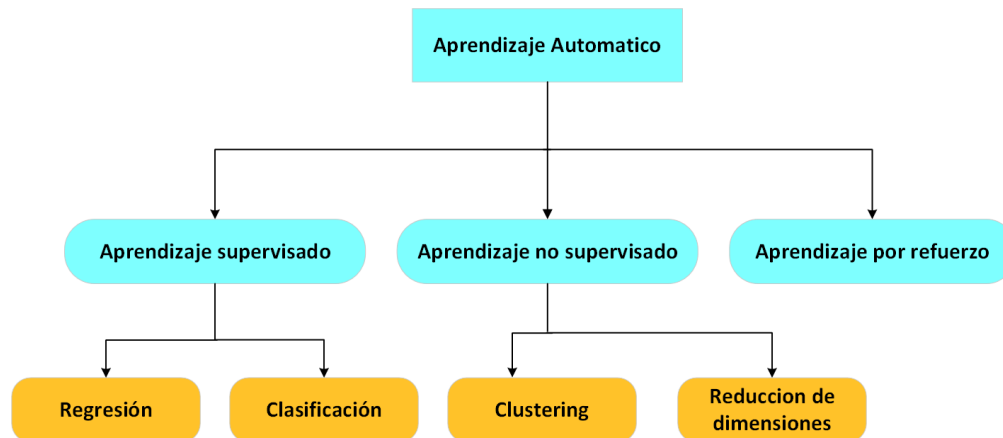 Aprendizaje Automatico
Aprendizaje supervisado
Aprendizaje no supervisado
Aprendizaje por refuerzo
Regresión
Clasificación
Clustering
Reduccion de
dimensiones